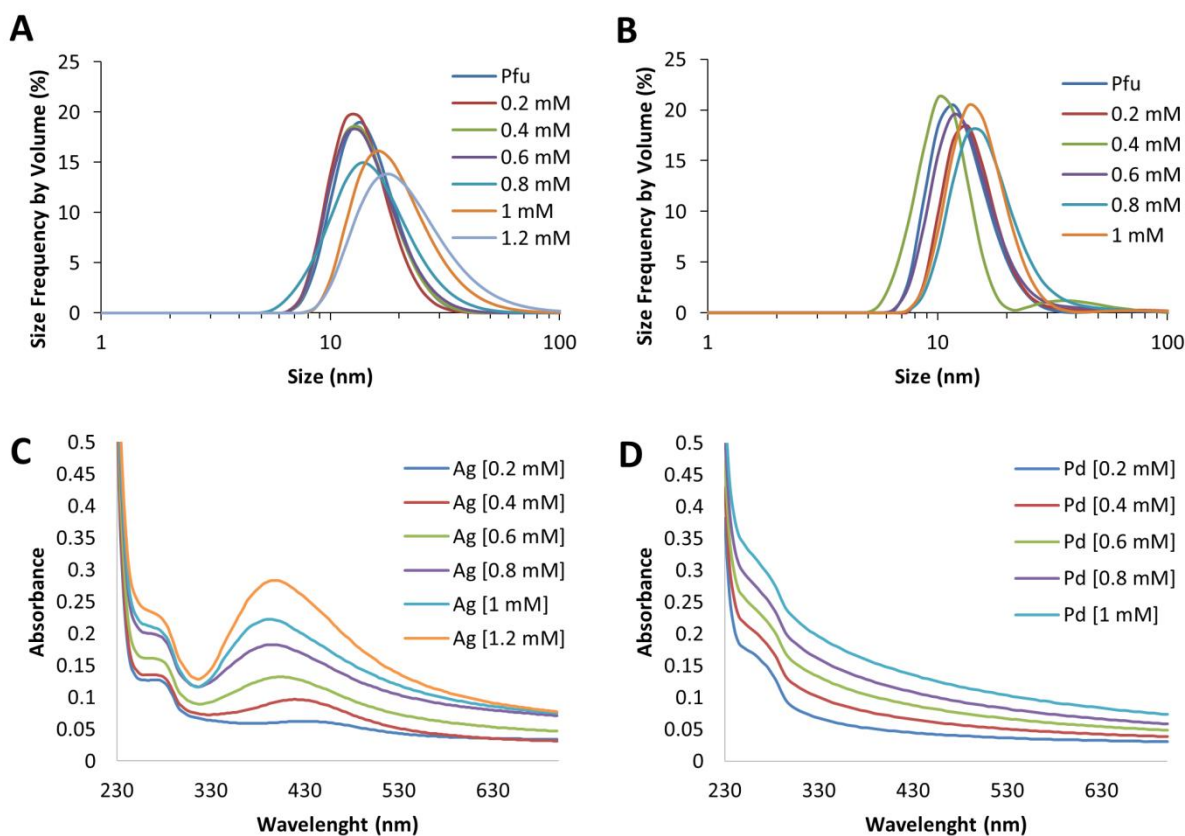 A
Size Frequency by Volume (%)
25
20
15
10
5
0
1
10
100
Size (nm)
Pfu
0.2 mM
0.4 mM
0.6 mM
0.8 mM
1 mM
1.2 mM
B
Size Frequency by Volume (%)
25
20
15
10
5
0
1
10
100
Size (nm)
Pfu
0.2 mM
0.4 mM
0.6 mM
0.8 mM
1 mM
C
Absorbance
0.5
0.45
0.4
0.35
0.3
0.25
0.2
0.15
0.1
0.05
0
230
330
430
530
630
Wavelenght (nm)
Ag [0.2 mM]
Ag [0.4 mM]
Ag [0.6 mM]
Ag [0.8 mM]
Ag [1 mM]
Ag [1.2 mM]
D
Absorbance
0.5
0.45
0.4
0.35
0.3
0.25
0.2
0.15
0.1
0.05
0
230
330
430
530
630
Wavelenght (nm)
Pd [0.2 mM]
Pd [0.4 mM]
Pd [0.6 mM]
Pd [0.8 mM]
Pd [1 mM]